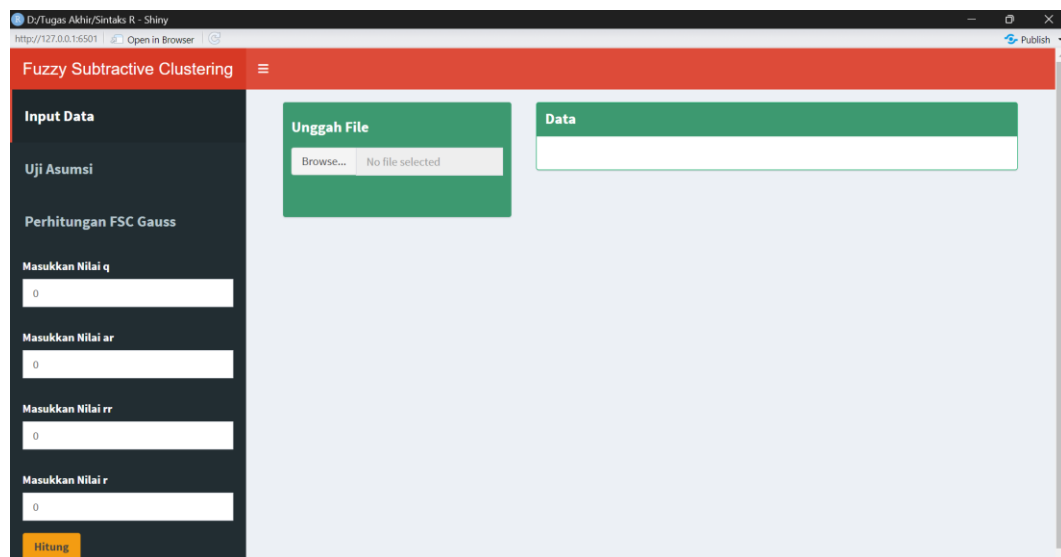 D:/Tugas Akhir/Sintaks R - Shiny
http://127.0.0.1:6501 Open in Browser Publish
Fuzzy Subtractive Clustering
Input Data
Uji Asumsi
Perhitungan FSC Gauss
Masukkan Nilai q
0
Masukkan Nilai ar
0
Masukkan Nilai rr
0
Masukkan Nilai r
0
Hitung
Unggah File
Browse... No file selected
Data